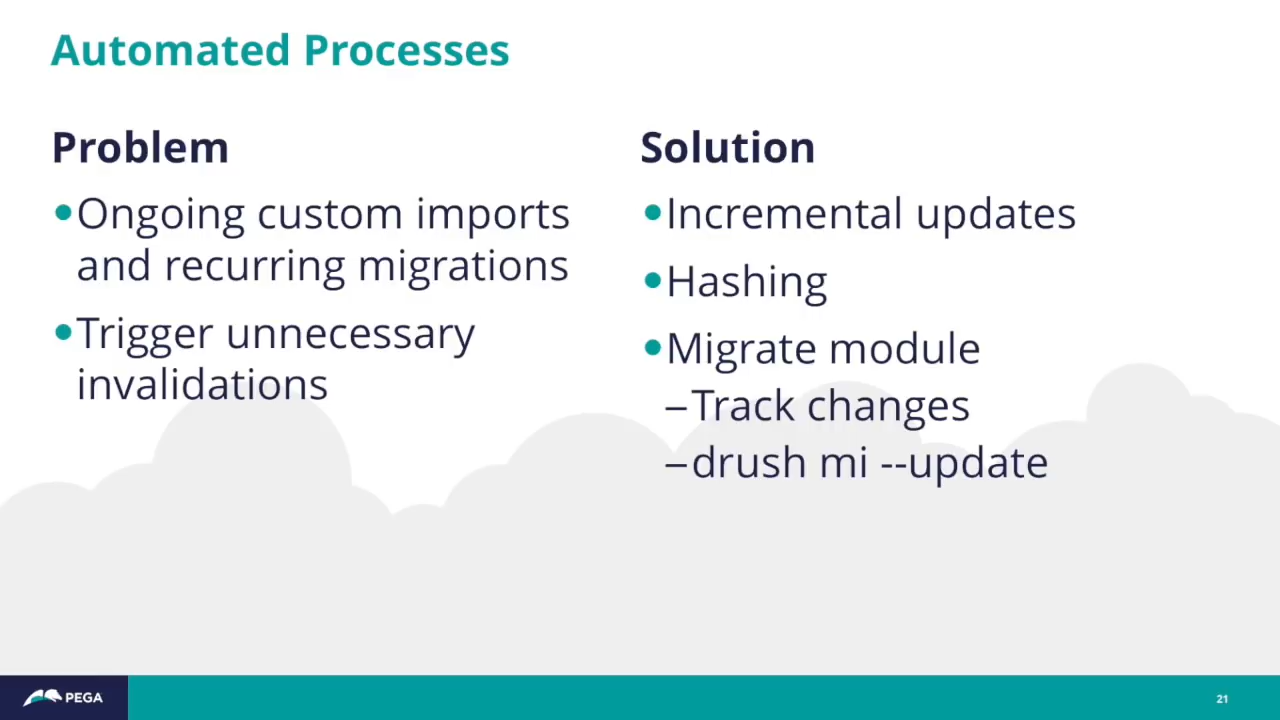 Automated Processes
Problem
•Ongoing custom imports
and recurring migrations
•Trigger unnecessary
invalidations
Solution
•Incremental updates
•Hashing
•Migrate module
–Track changes
–drush mi --update
PEGA
21